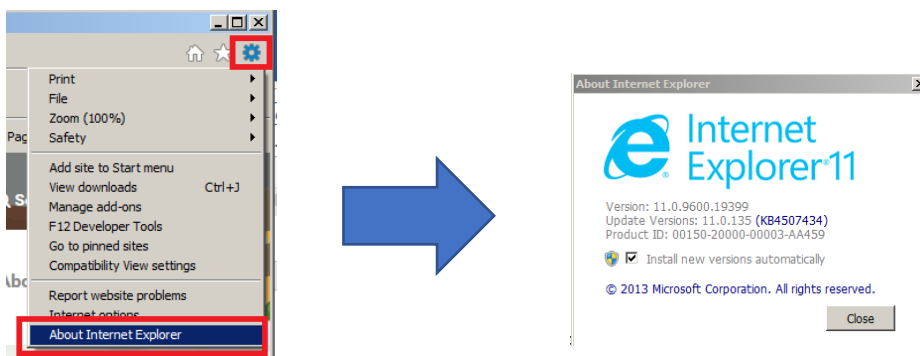 Print
File
Zoom (100%)
Safety
Add site to Start menu
View downloads Ctrl+J
Manage add-ons
F12 Developer Tools
Go to pinned sites
Compatibility View settings
Report website problems
Internet options
About Internet Explorer
About Internet Explorer
Internet
Explorer 11
Version: 11.0.9600.19399
Update Versions: 11.0.135 (KB4507434)
Product ID: 00150-20000-00003-AA459
Install new versions automatically
© 2013 Microsoft Corporation. All rights reserved.
Close